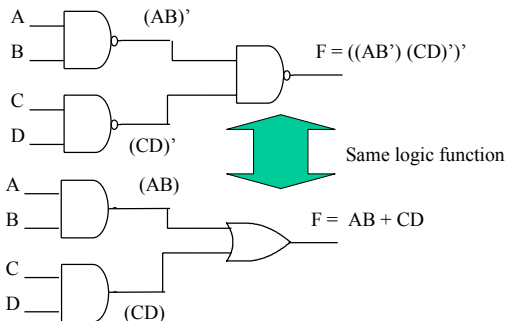 A
(AB)’
B
F = ((AB’) (CD)’)’
C
D
(CD)’
Same logic function
A
(AB)
B
F = AB + CD
C
D
(CD)